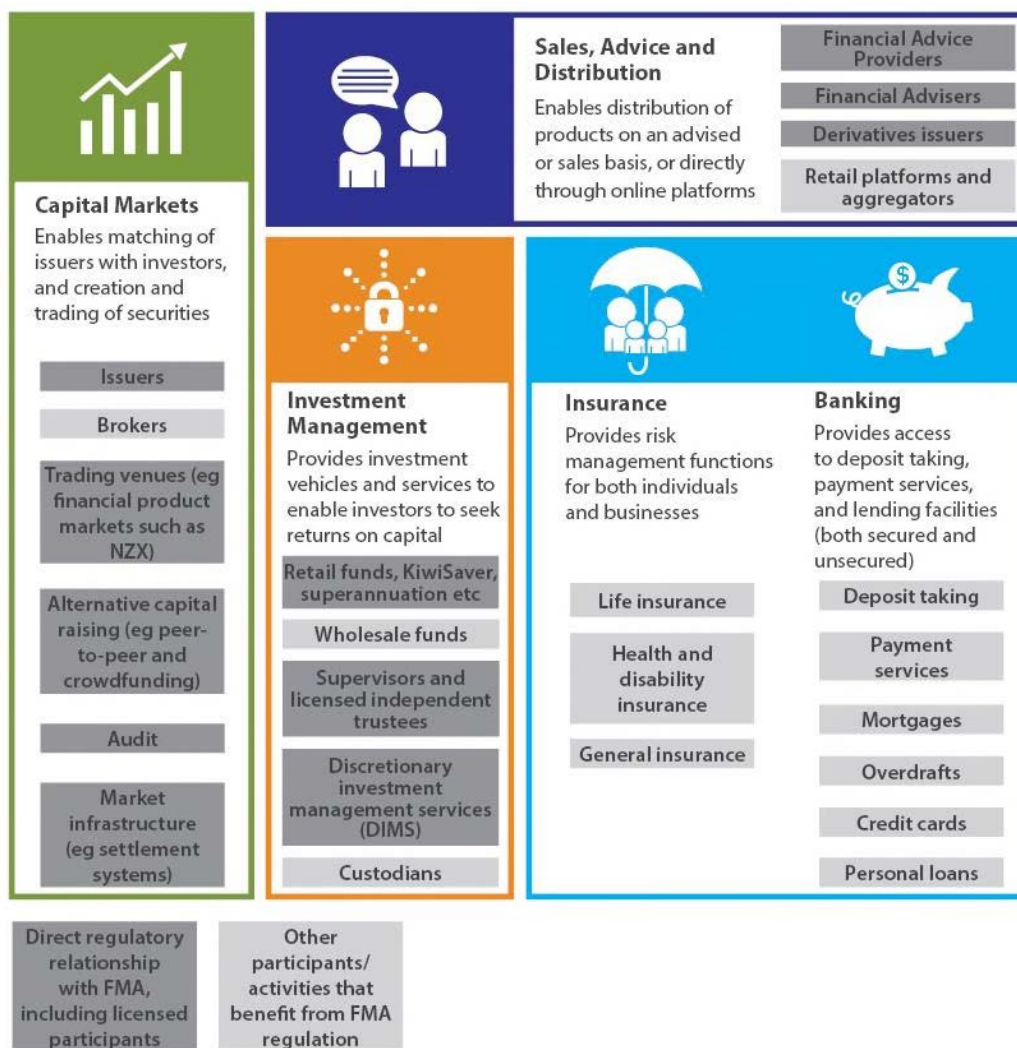 Capital Markets
Enables matching of
issuers with investors,
and creation and
trading of securities
Issuers
Brokers
Trading venues (eg
financial product
markets such as
NZX)
Alternative capital
raising (eg peer-
to-peer and
crowdfunding)
Audit
Market
infrastructure
(eg settlement
systems)
Sales, Advice and
Distribution
Enables distribution of
products on an advised
or sales basis, or directly
through online platforms
Financial Advice
Providers
Financial Advisers
Derivatives issuers
Retail platforms and
aggregators
Investment
Management
Provides investment
vehicles and services to
enable investors to seek
returns on capital
Retail funds, KiwiSaver,
superannuation etc
Wholesale funds
Supervisors and
licensed independent
trustees
Discretionary
investment
management services
(DIMS)
Custodians
Insurance
Provides risk
management functions
for both individuals
and businesses
Life insurance
Health and
disability
insurance
General insurance
$
Banking
Provides access
to deposit taking,
payment services,
and lending facilities
(both secured and
unsecured)
Deposit taking
Payment
services
Mortgages
Overdrafts
Credit cards
Personal loans
Direct regulatory
relationship
with FMA,
including licensed
participants
Other
participants/
activities that
benefit from FMA
regulation